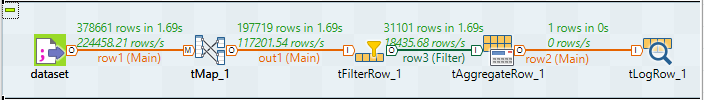 378661 rows in 1.69s
224458.21 rows/s
row1 (Main)
197719 rows in 1.69s
117201.54 rows/s
out1 (Main)
31101 rows in 1.69s
18435.68 rows/s
row3 (Filter)
1 rows in 0s
0 rows/s
row2 (Main)
dataset
tMap_1
tFilterRow_1
tAggregateRow_1
tLogRow_1